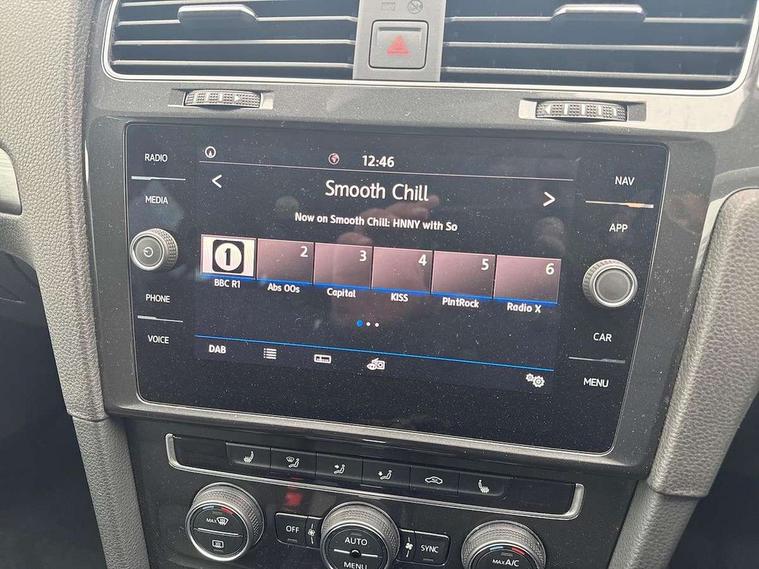 RADIO
12:46
NAV
MEDIA
< Smooth Chill >
APP
Now on Smooth Chill: HNNY with So
1 2 3 4 5 6
BBC R1 Abs 00s Capital KISS PlntRock Radio X
PHONE
VOICE
CAR
DAB
MENU
MAX
OFF
AUTO
SYNC
MENU
MAX A/C